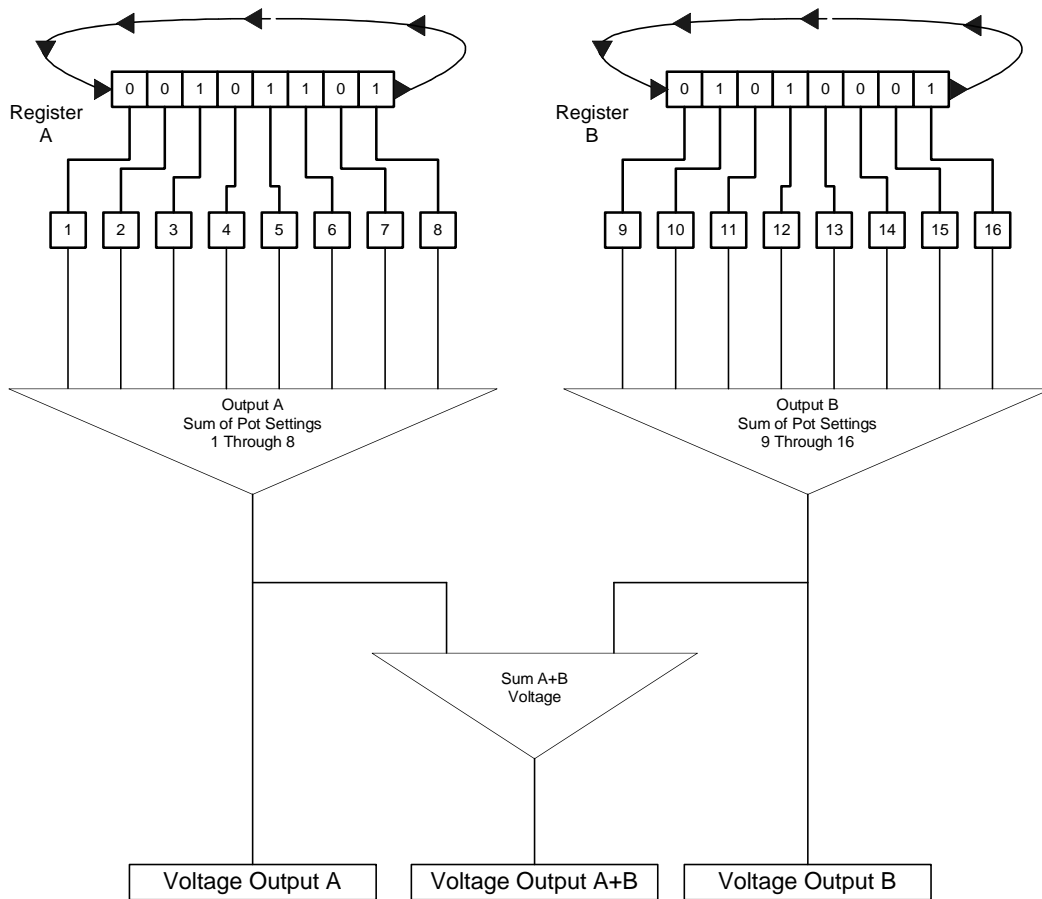 0 0 1 0 1 1 0 1
0 1 0 1 0 0 0 1
Register
A
Register
B
1 2 3 4 5 6 7 8
9 10 11 12 13 14 15 16
Output A
Sum of Pot Settings
1 Through 8
Output B
Sum of Pot Settings
9 Through 16
Sum A+B
Voltage
Voltage Output A
Voltage Output A+B
Voltage Output B